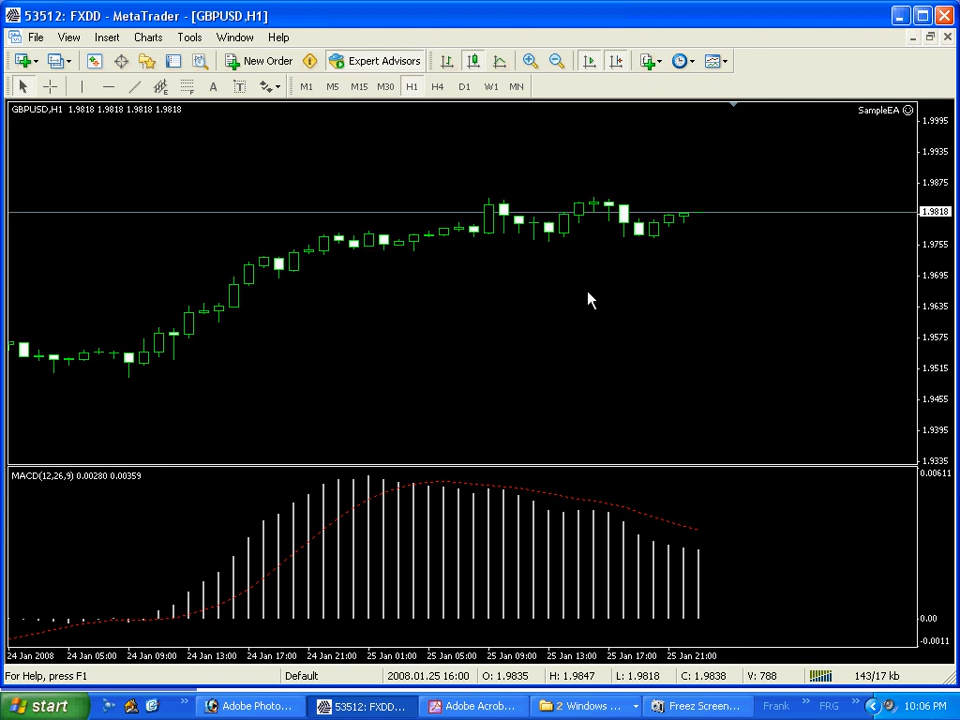 53512: FXDD - MetaTrader - [GBPUSD,H1]
File View Insert Charts Tools Window Help
New Order Expert Advisors
A T M1 M5 M15 M30 H1 H4 D1 W1 MN
GBPUSD,H1 1.9818 1.9818 1.9818 1.9818
SampleEA
1.9995
1.9935
1.9875
1.9818
1.9755
1.9695
1.9635
1.9575
1.9515
1.9455
1.9395
1.9335
MACD(12,26,9) 0.00280 0.00359
0.00611
0.00
-0.0011
24 Jan 2008 24 Jan 05:00 24 Jan 09:00 24 Jan 13:00 24 Jan 17:00 24 Jan 21:00 25 Jan 01:00 25 Jan 05:00 25 Jan 09:00 25 Jan 13:00 25 Jan 17:00 25 Jan 21:00
For Help, press F1 Default 2008.01.25 16:00 O: 1.9835 H: 1.9847 L: 1.9818 C: 1.9838 V: 788 143/17 kb
start Adobe Photo... 53512: FXDD... Adobe Acrob... 2 Windows ... Freez Screen... Frank FRG 10:06 PM